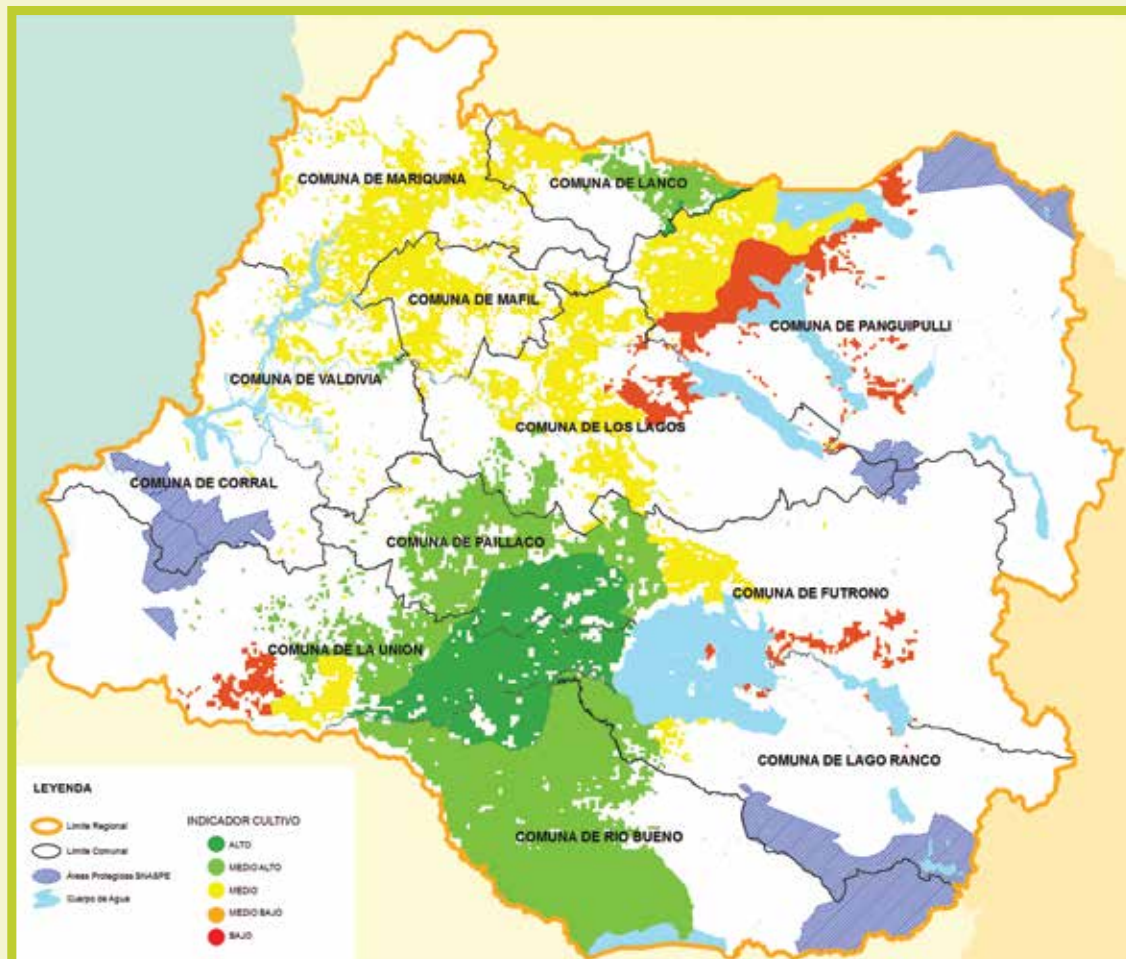 COMUNA DE MARIQUINA
COMUNA DE LANCO
COMUNA DE MAFIL
COMUNA DE PANGUIPULLI
COMUNA DE VALDIVIA
COMUNA DE LOS LAGOS
COMUNA DE CORRAL
COMUNA DE PAILLACO
COMUNA DE FUTRONO
COMUNA DE LA UNIÓN
COMUNA DE LAGO RANCO
COMUNA DE RIO BUENO
LEYENDA
Límite Regional
Límite Comunal
Áreas Protegidas SNASPE
Cuerpo de Agua
INDICADOR CULTIVO
ALTO
MEDIO ALTO
MEDIO
MEDIO BAJO
BAJO